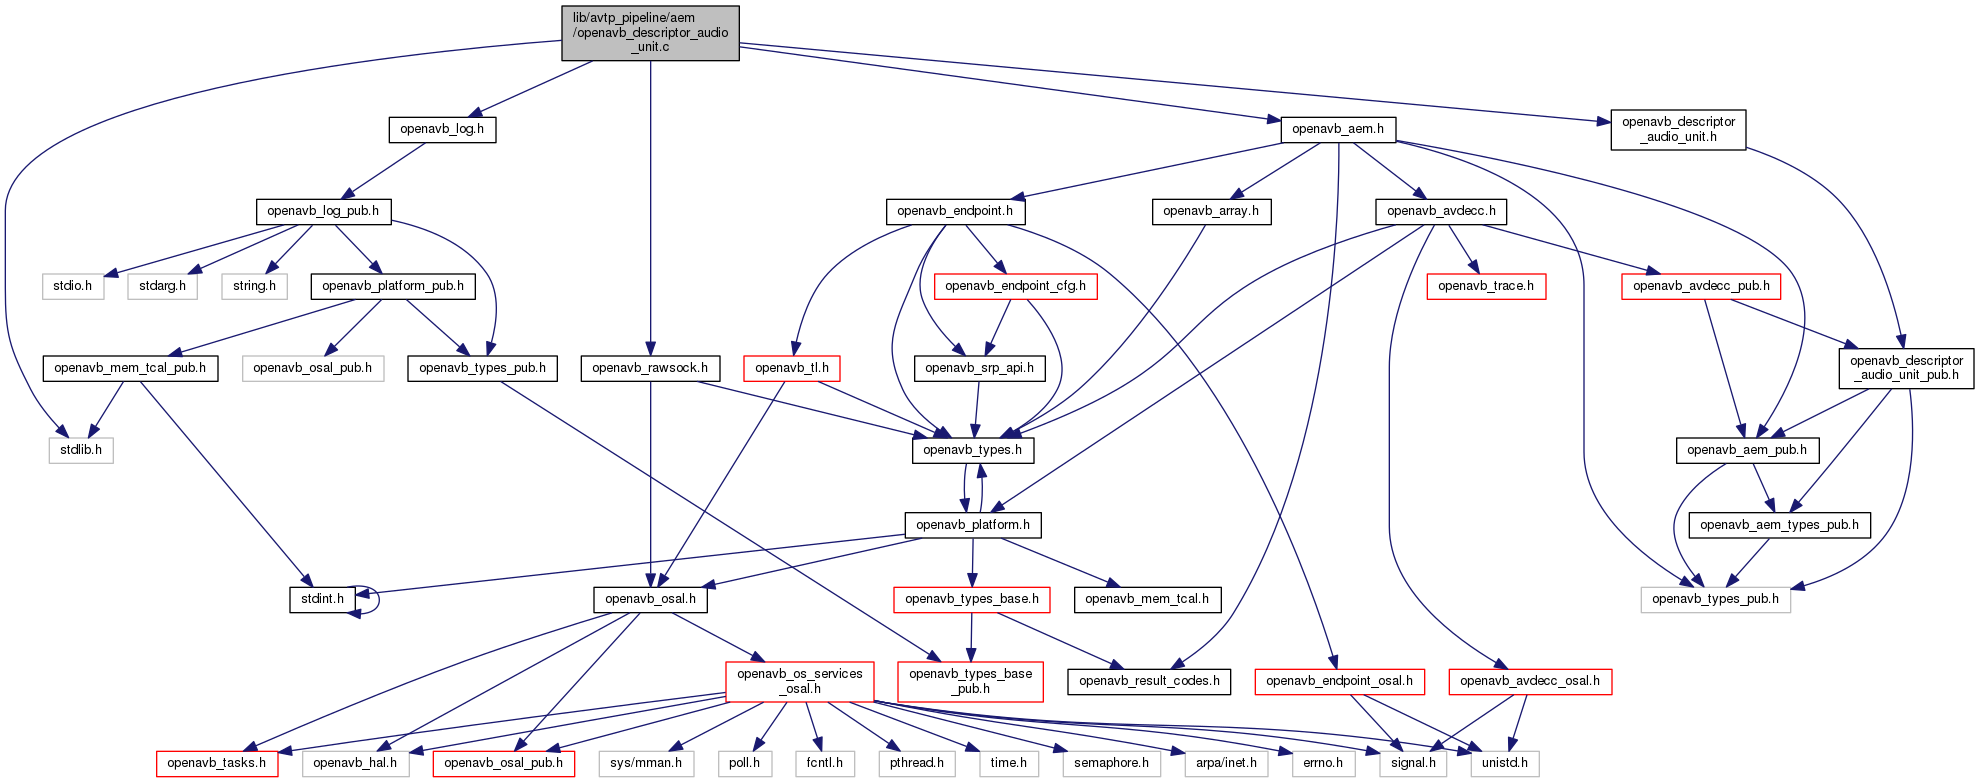 lib/avtp_pipeline/aem
/openavb_descriptor_audio
_unit.c
openavb_log.h
openavb_aem.h
openavb_descriptor
_audio_unit.h
openavb_log_pub.h
openavb_endpoint.h
openavb_array.h
openavb_avdecc.h
stdio.h
stdarg.h
string.h
openavb_platform_pub.h
openavb_endpoint_cfg.h
openavb_trace.h
openavb_avdecc_pub.h
openavb_mem_tcal_pub.h
openavb_osal_pub.h
openavb_types_pub.h
openavb_rawsock.h
openavb_tl.h
openavb_srp_api.h
openavb_descriptor
_audio_unit_pub.h
stdlib.h
openavb_types.h
openavb_aem_pub.h
openavb_platform.h
openavb_aem_types_pub.h
stdint.h
openavb_osal.h
openavb_types_base.h
openavb_mem_tcal.h
openavb_types_pub.h
openavb_os_services
_osal.h
openavb_types_base
_pub.h
openavb_result_codes.h
openavb_endpoint_osal.h
openavb_avdecc_osal.h
openavb_tasks.h
openavb_hal.h
openavb_osal_pub.h
sys/mman.h
poll.h
fcntl.h
pthread.h
time.h
semaphore.h
arpa/inet.h
errno.h
signal.h
unistd.h